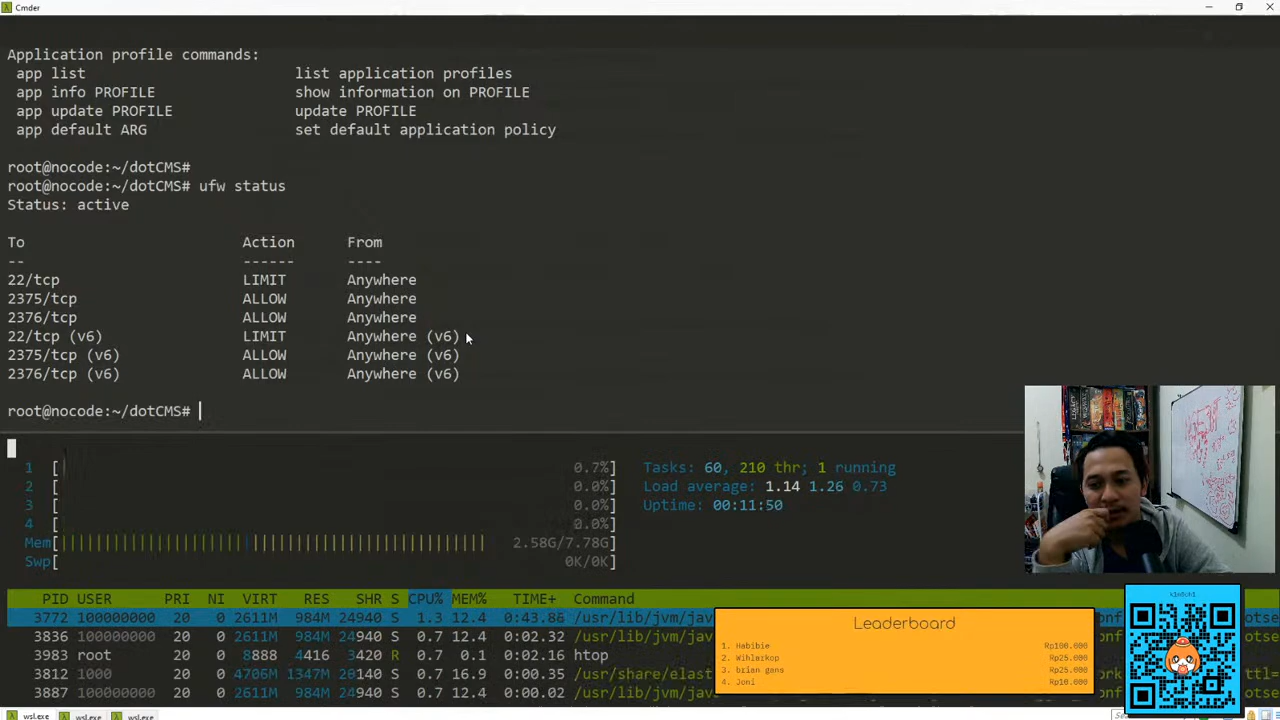 Cmder
Application profile commands:
app list list application profiles
app info PROFILE show information on PROFILE
app update PROFILE update PROFILE
app default ARG set default application policy
root@nocode:~/dotCMS#
root@nocode:~/dotCMS# ufw status
Status: active
To Action From
-- ------ ----
22/tcp LIMIT Anywhere
2375/tcp ALLOW Anywhere
2376/tcp ALLOW Anywhere
22/tcp (v6) LIMIT Anywhere (v6)
2375/tcp (v6) ALLOW Anywhere (v6)
2376/tcp (v6) ALLOW Anywhere (v6)
root@nocode:~/dotCMS#
1 [ 0.7%] Tasks: 60, 210 thr; 1 running
2 [ 0.0%] Load average: 1.14 1.26 0.73
3 [ 0.0%] Uptime: 00:11:50
4 [ 0.0%]
Mem[ 2.58G/7.78G]
Swp[ 0K/0K]
PID USER PRI NI VIRT RES SHR S CPU% MEM% TIME+ Command
3772 100000000 20 0 2611M 984M 24940 S 1.3 12.4 0:43.86 /usr/lib/jvm/jav
3836 100000000 20 0 2611M 984M 24940 S 0.7 12.4 0:02.32 /usr/lib/jvm/jav
3983 root 20 0 8888 4416 3420 R 0.7 0.1 0:02.16 htop
3812 1000 20 0 4706M 1347M 20140 S 0.7 16.9 0:00.35 /usr/share/elast
3887 100000000 20 0 2611M 984M 24940 S 0.7 12.4 0:00.02 /usr/lib/jvm/jav
Leaderboard
1. Habibie Rp100.000
2. Wihlazkop Rp25.000
3. brian gans Rp25.000
4. Joni Rp10.000
wsl.exe wsl.exe wsl.exe